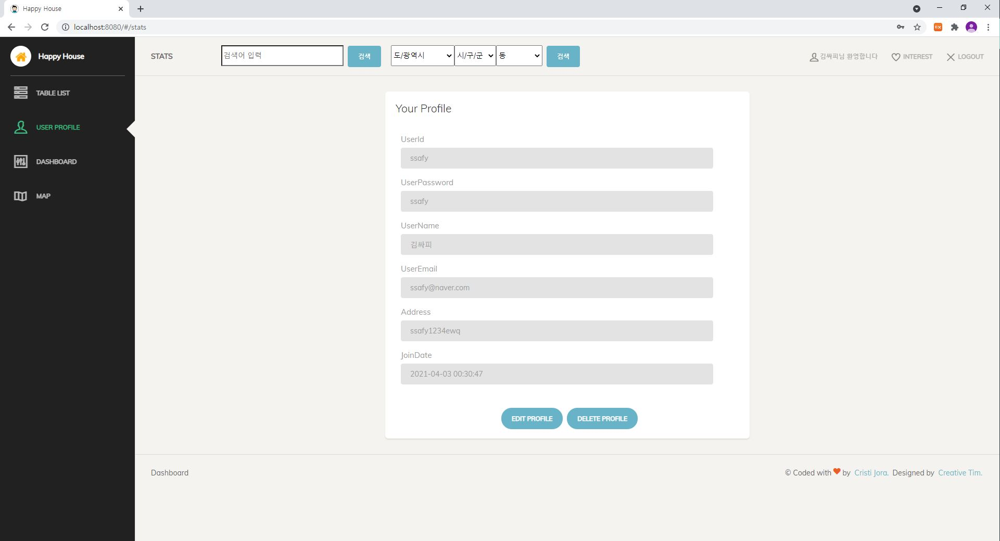 Happy House
localhost:8080/#/stats
Happy House
TABLE LIST
USER PROFILE
DASHBOARD
MAP
STATS 검색어 입력 검색 도/광역시 시/구/군 동 검색 김싸피님 환영합니다 INTEREST LOGOUT
Your Profile
UserId
ssafy
UserPassword
ssafy
UserName
김싸피
UserEmail
ssafy@naver.com
Address
ssafy1234ewq
JoinDate
2021-04-03 00:30:47
EDIT PROFILE DELETE PROFILE
Dashboard © Coded with by Cristi Jora. Designed by Creative Tim.